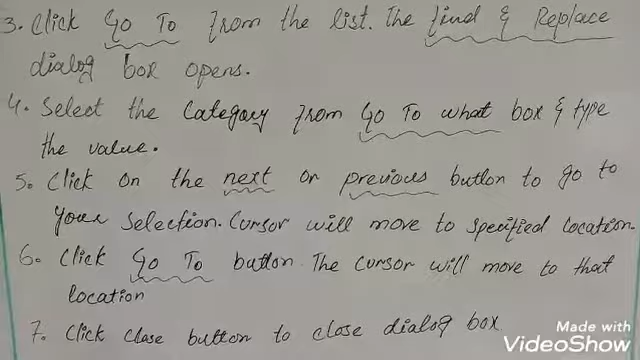 3. Click Go To from the list. The find & Replace
dialog box opens.
4. Select the Category from Go To what box & type
the value.
5. Click on the next or previous button to go to
your Selection. Cursor will move to specified location.
6. Click Go To button. The cursor will move to that
location
7. Click Close button to close dialog box.
Made with
VideoShow